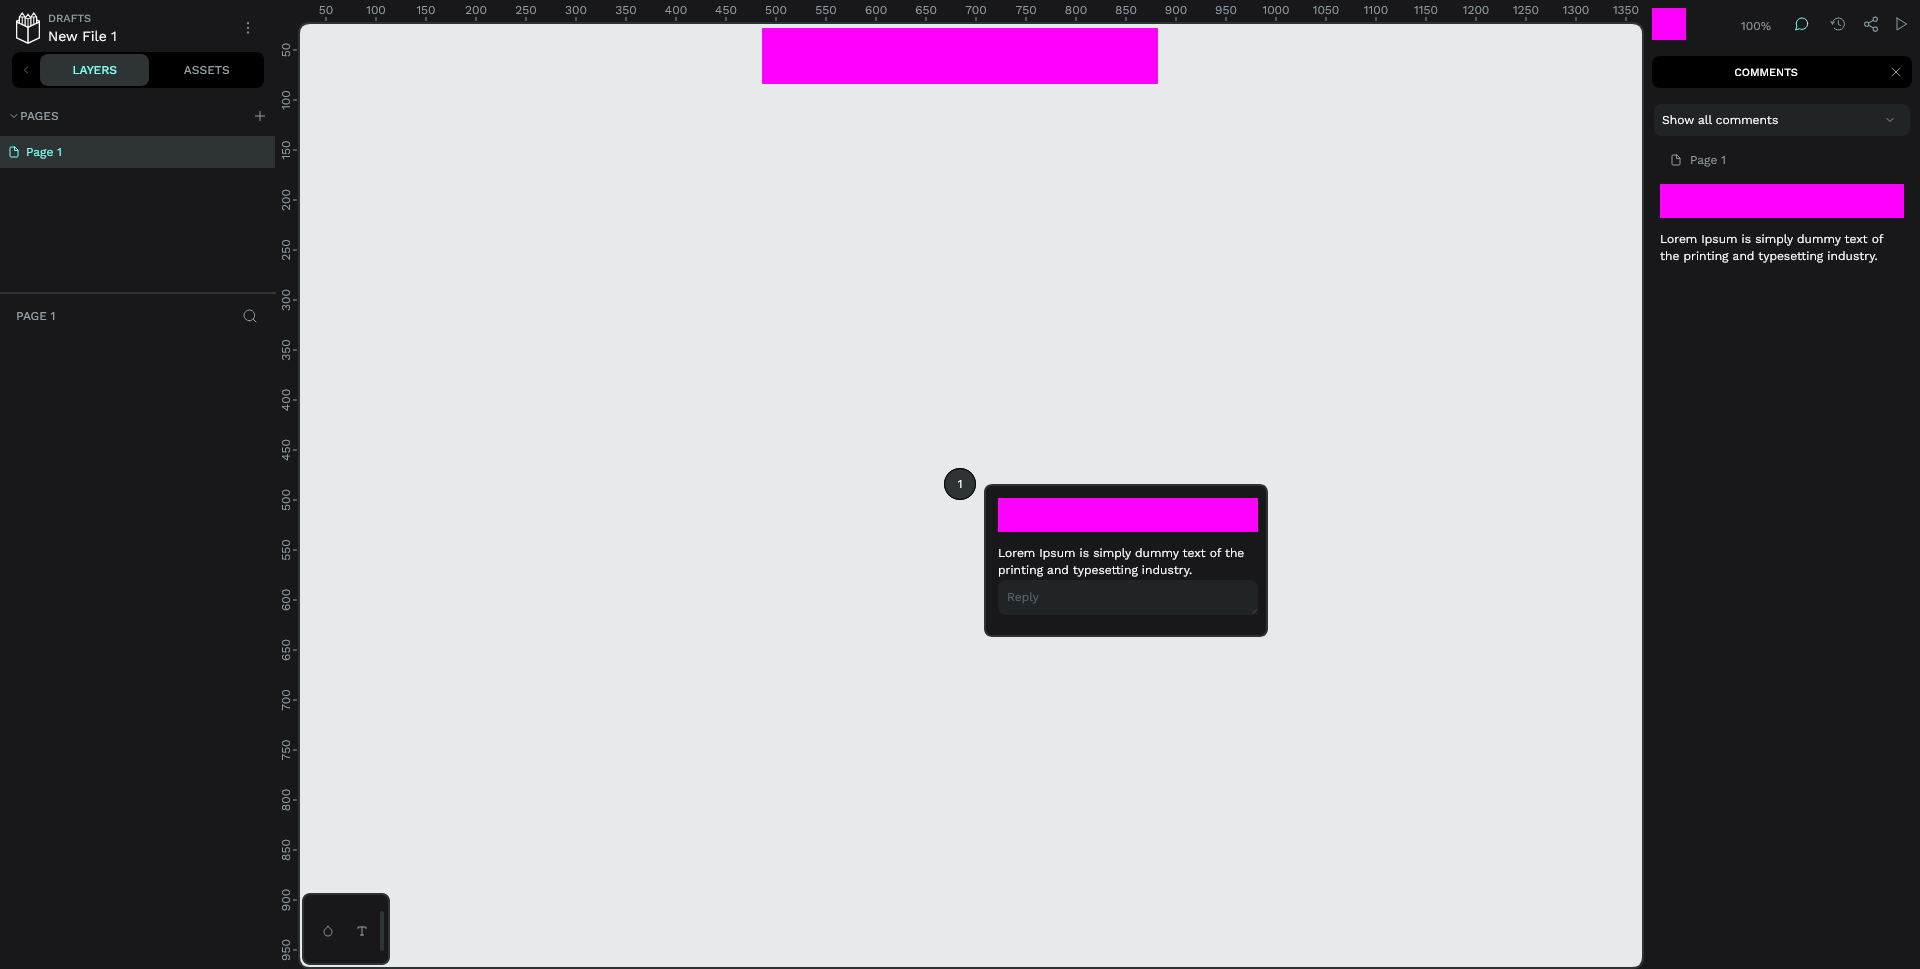 DRAFTS
New File 1
LAYERS
ASSETS
PAGES
Page 1
PAGE 1
50 100 150 200 250 300 350 400 450 500 550 600 650 700 750 800 850 900 950 1000 1050 1100 1150 1200 1250 1300 1350
50
100
150
200
250
300
350
400
450
500
550
600
650
700
750
800
850
900
950
1
Lorem Ipsum is simply dummy text of the
printing and typesetting industry.
Reply
T
100%
COMMENTS
Show all comments
Page 1
Lorem Ipsum is simply dummy text of
the printing and typesetting industry.